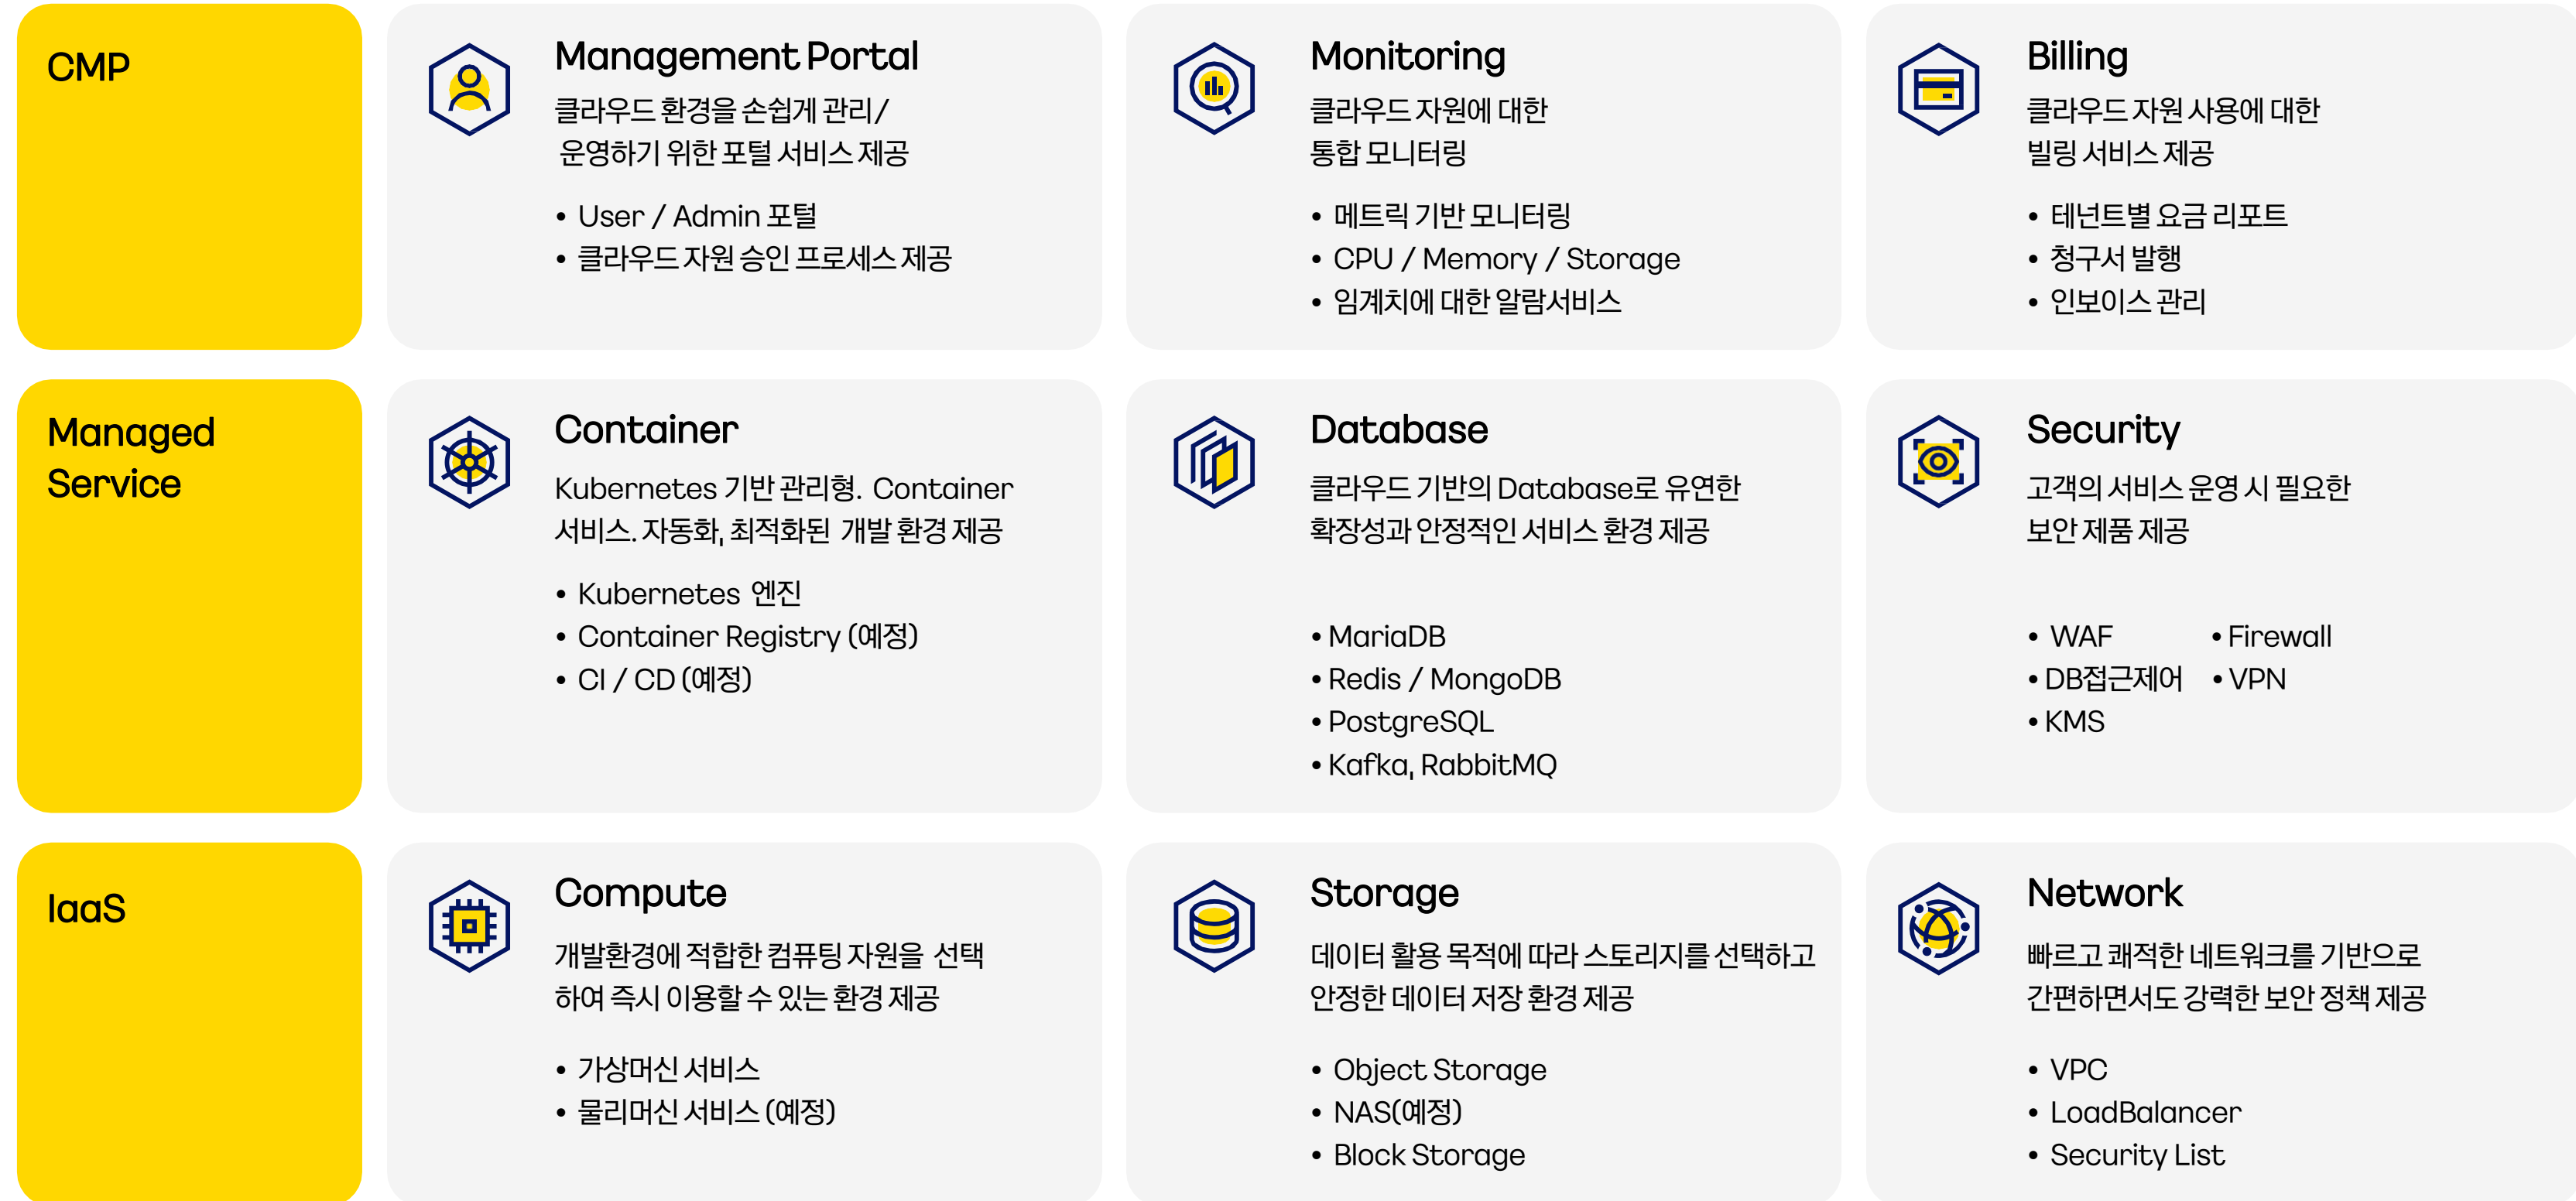 CMP
Management Portal
클라우드 환경을 손쉽게 관리/
운영하기 위한 포털 서비스 제공
• User / Admin 포털
• 클라우드 자원 승인 프로세스 제공
Monitoring
클라우드 자원에 대한
통합 모니터링
• 메트릭 기반 모니터링
• CPU / Memory / Storage
• 임계치에 대한 알람서비스
Billing
클라우드 자원 사용에 대한
빌링 서비스 제공
• 테넌트별 요금 리포트
• 청구서 발행
• 인보이스 관리
Managed
Service
Container
Kubernetes 기반 관리형. Container
서비스. 자동화, 최적화된 개발 환경 제공
• Kubernetes 엔진
• Container Registry (예정)
• CI / CD (예정)
Database
클라우드 기반의 Database로 유연한
확장성과 안정적인 서비스 환경 제공
• MariaDB
• Redis / MongoDB
• PostgreSQL
• Kafka, RabbitMQ
Security
고객의 서비스 운영 시 필요한
보안 제품 제공
• WAF • Firewall
• DB접근제어 • VPN
• KMS
IaaS
Compute
개발환경에 적합한 컴퓨팅 자원을 선택
하여 즉시 이용할 수 있는 환경 제공
• 가상머신 서비스
• 물리머신 서비스 (예정)
Storage
데이터 활용 목적에 따라 스토리지를 선택하고
안정한 데이터 저장 환경 제공
• Object Storage
• NAS(예정)
• Block Storage
Network
빠르고 쾌적한 네트워크를 기반으로
간편하면서도 강력한 보안 정책 제공
• VPC
• LoadBalancer
• Security List